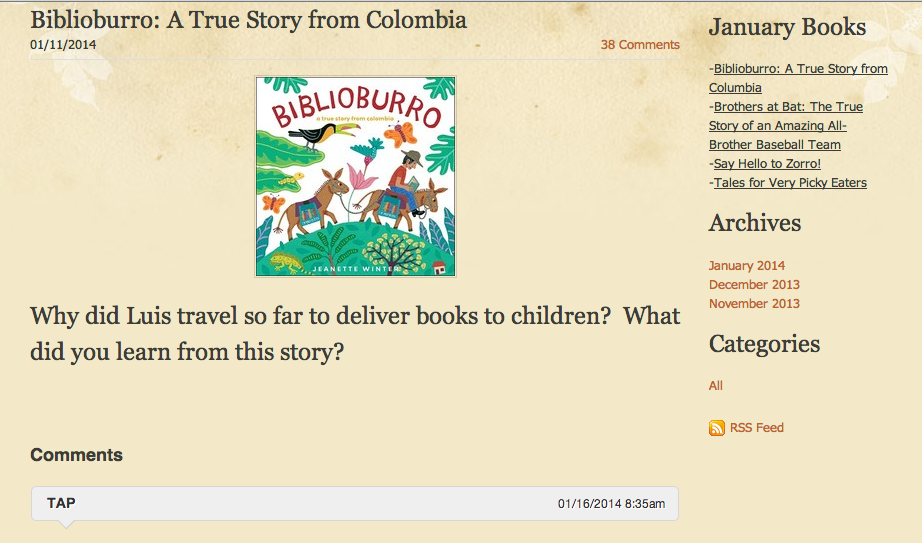 Biblioburro: A True Story from Colombia
01/11/2014
38 Comments
BIBLIOBURRO
a true story from colombia
JEANETTE WINTER
Why did Luis travel so far to deliver books to children?  What
did you learn from this story?
Comments
TAP
01/16/2014 8:35am
January Books
-Biblioburro: A True Story from
Columbia
-Brothers at Bat: The True
Story of an Amazing All-
Brother Baseball Team
-Say Hello to Zorro!
-Tales for Very Picky Eaters
Archives
January 2014
December 2013
November 2013
Categories
All
RSS Feed